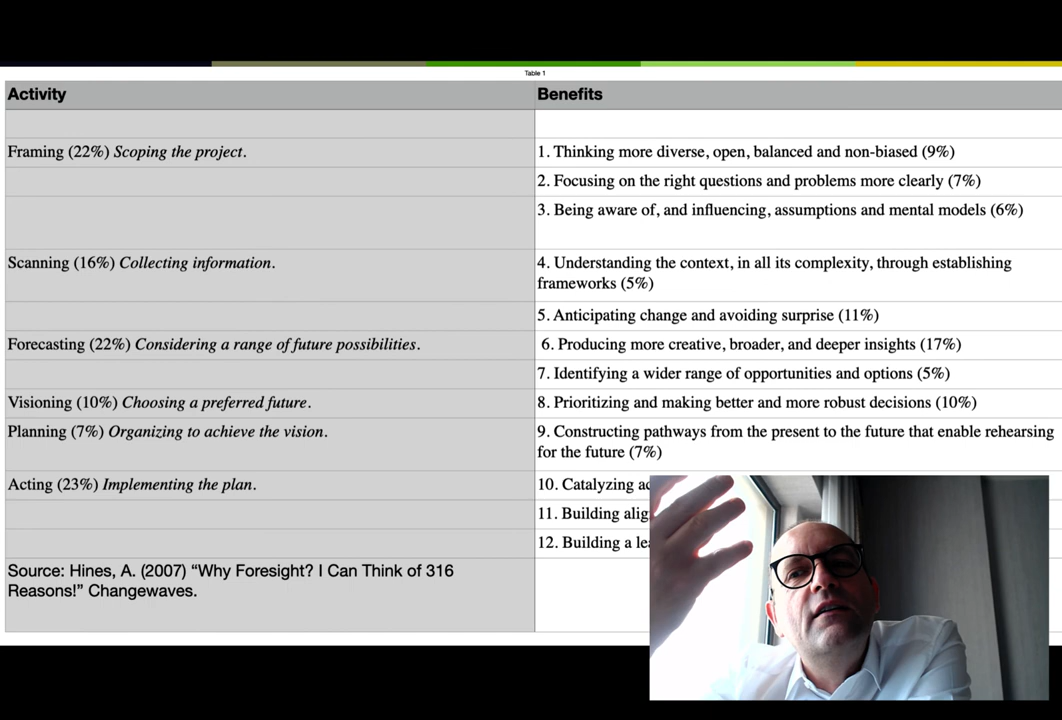 Table 1
Activity
Benefits
Framing (22%) Scoping the project.
1. Thinking more diverse, open, balanced and non-biased (9%)
2. Focusing on the right questions and problems more clearly (7%)
3. Being aware of, and influencing, assumptions and mental models (6%)
Scanning (16%) Collecting information.
4. Understanding the context, in all its complexity, through establishing
frameworks (5%)
5. Anticipating change and avoiding surprise (11%)
Forecasting (22%) Considering a range of future possibilities.
6. Producing more creative, broader, and deeper insights (17%)
7. Identifying a wider range of opportunities and options (5%)
Visioning (10%) Choosing a preferred future.
8. Prioritizing and making better and more robust decisions (10%)
Planning (7%) Organizing to achieve the vision.
9. Constructing pathways from the present to the future that enable rehearsing
for the future (7%)
Acting (23%) Implementing the plan.
10. Catalyzing
11. Building
12. Building a
Source: Hines, A. (2007) “Why Foresight? I Can Think of 316
Reasons!” Changewaves.